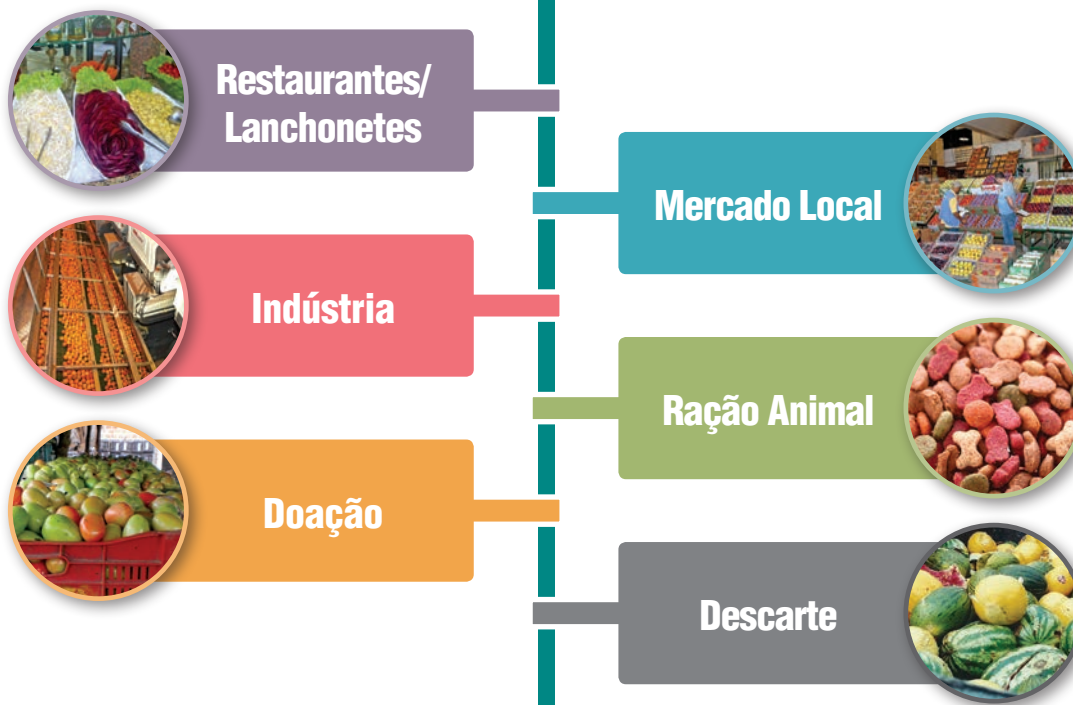 Restaurantes/
Lanchonetes
Mercado Local
Indústria
Ração Animal
Doação
Descarte